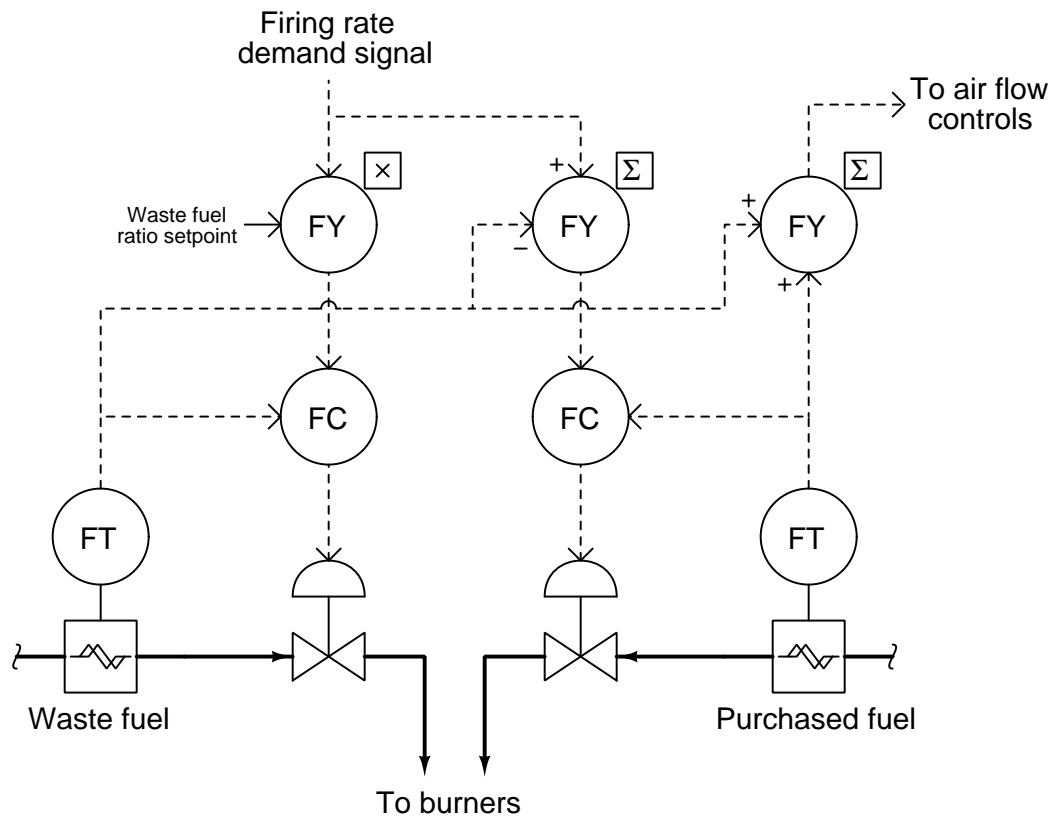 Firing rate
demand signal
To air flow
controls
×
Σ
Σ
+
+
Waste fuel
ratio setpoint
FY
FY
FY
−
+
FC
FC
FT
FT
Waste fuel
Purchased fuel
To burners